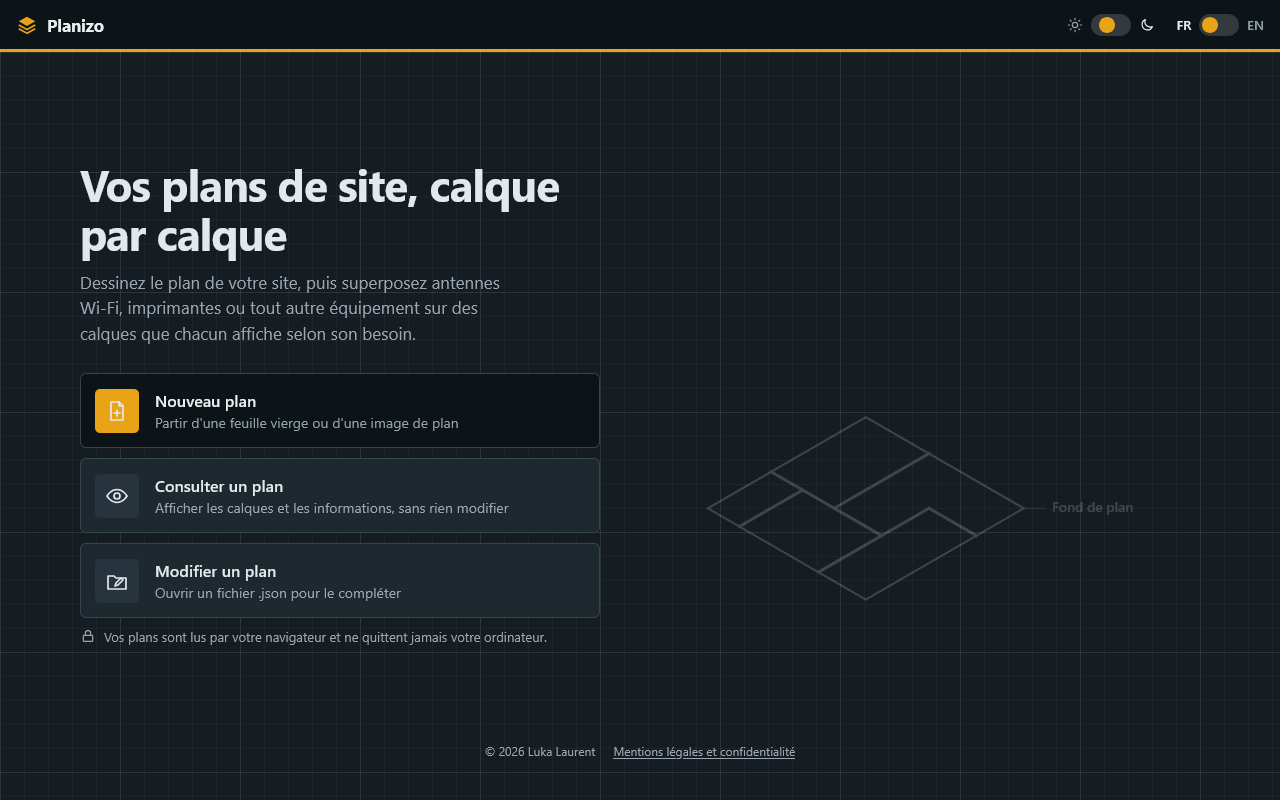 Planizo
FR
EN
Vos plans de site, calque
par calque
Dessinez le plan de votre site, puis superposez antennes
Wi-Fi, imprimantes ou tout autre équipement sur des
calques que chacun affiche selon son besoin.
Nouveau plan
Partir d'une feuille vierge ou d'une image de plan
Consulter un plan
Afficher les calques et les informations, sans rien modifier
Modifier un plan
Ouvrir un fichier .json pour le compléter
Vos plans sont lus par votre navigateur et ne quittent jamais votre ordinateur.
Fond de plan
© 2026 Luka Laurent
Mentions légales et confidentialité